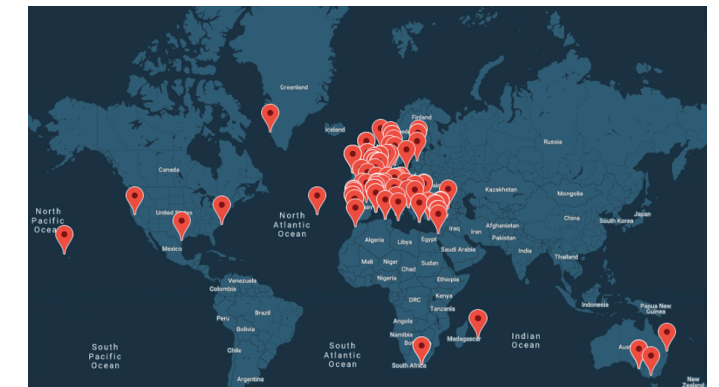 Greenland
Iceland
Finland
Russia
Canada
North
Pacific
Ocean
North
Atlantic
Ocean
Kazakhstan
Mongolia
Japan
South Korea
China
Afghanistan
Iraq
Iran
Pakistan
Mexico
Algeria
Libya
Egypt
Saudi Arabia
India
Thailand
Mali
Niger
Chad
Sudan
Nigeria
Ethiopia
Venezuela
Colombia
DRC
Kenya
Tanzania
Indonesia
Papua New
Guinea
Peru
Brazil
Bolivia
Angola
Namibia
Madagascar
Indian
Ocean
South
Pacific
Ocean
South
Atlantic
Ocean
Chile
South Africa
Argentina
New
Zealand